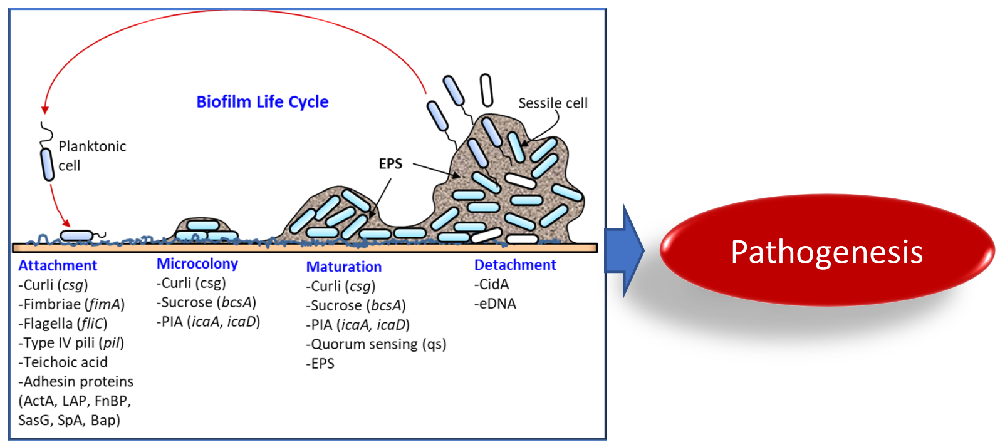 Biofilm Life Cycle
Sessile cell
Planktonic
cell
EPS
Attachment
-Curli (csg)
-Fimbriae (fimA)
-Flagella (fliC)
-Type IV pili (pil)
-Teichoic acid
-Adhesin proteins
(ActA, LAP, FnBP,
SasG, SpA, Bap)
Microcolony
-Curli (csg)
-Sucrose (bcsA)
-PIA (icaA, icaD)
Maturation
-Curli (csg)
-Sucrose (bcsA)
-PIA (icaA, icaD)
-Quorum sensing (qs)
-EPS
Detachment
-CidA
-eDNA
Pathogenesis